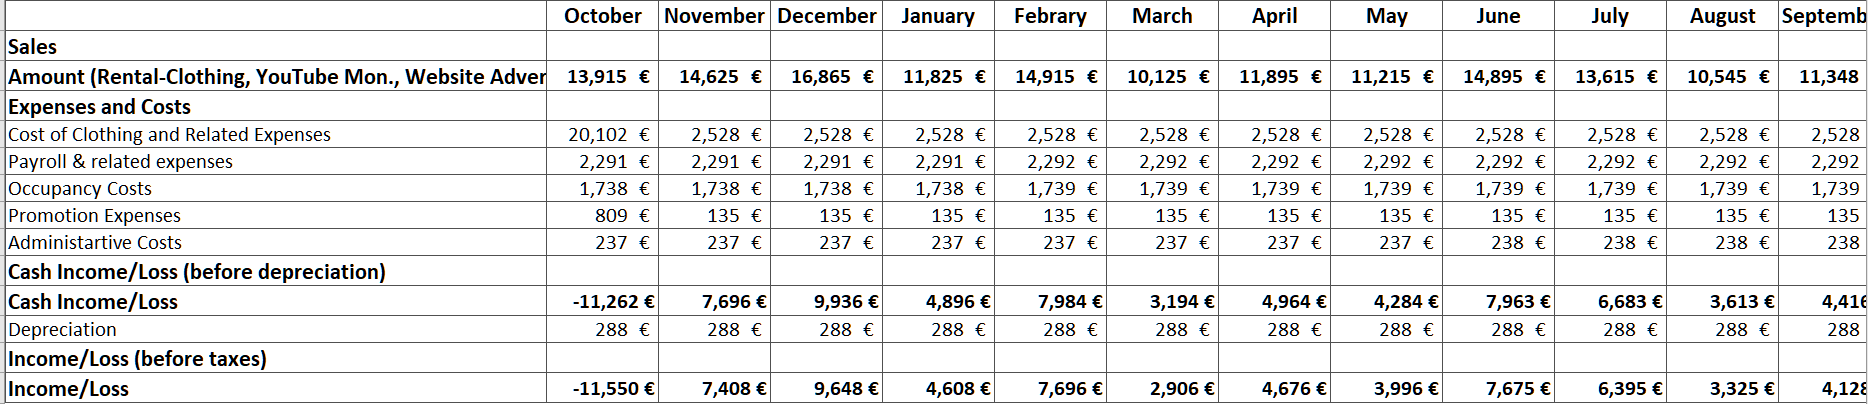 October November December January Febrary March April May June July August Septemb
Sales
Amount (Rental-Clothing, YouTube Mon., Website Adver 13,915 € 14,625 € 16,865 € 11,825 € 14,915 € 10,125 € 11,895 € 11,215 € 14,895 € 13,615 € 10,545 € 11,348
Expenses and Costs
Cost of Clothing and Related Expenses 20,102 € 2,528 € 2,528 € 2,528 € 2,528 € 2,528 € 2,528 € 2,528 € 2,528 € 2,528 € 2,528 € 2,528
Payroll & related expenses 2,291 € 2,291 € 2,291 € 2,291 € 2,292 € 2,292 € 2,292 € 2,292 € 2,292 € 2,292 € 2,292 € 2,292
Occupancy Costs 1,738 € 1,738 € 1,738 € 1,738 € 1,739 € 1,739 € 1,739 € 1,739 € 1,739 € 1,739 € 1,739 € 1,739
Promotion Expenses 809 € 135 € 135 € 135 € 135 € 135 € 135 € 135 € 135 € 135 € 135 € 135
Administartive Costs 237 € 237 € 237 € 237 € 237 € 237 € 237 € 237 € 238 € 238 € 238 € 238
Cash Income/Loss (before depreciation)
Cash Income/Loss -11,262 € 7,696 € 9,936 € 4,896 € 7,984 € 3,194 € 4,964 € 4,284 € 7,963 € 6,683 € 3,613 € 4,416
Depreciation 288 € 288 € 288 € 288 € 288 € 288 € 288 € 288 € 288 € 288 € 288 € 288
Income/Loss (before taxes)
Income/Loss -11,550 € 7,408 € 9,648 € 4,608 € 7,696 € 2,906 € 4,676 € 3,996 € 7,675 € 6,395 € 3,325 € 4,128